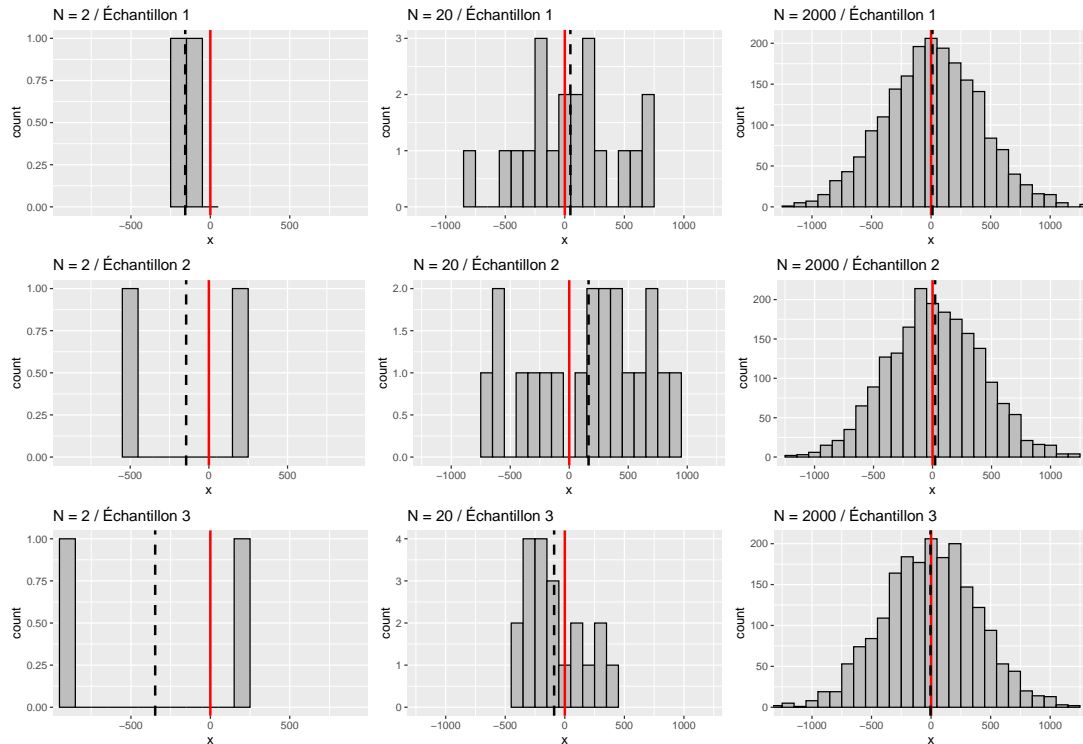 N = 2 / Échantillon 1
1.00
0.75
0.50
0.25
0.00
count
−500 0 500
x
N = 20 / Échantillon 1
3
2
1
0
count
−1000 −500 0 500 1000
x
N = 2000 / Échantillon 1
200
150
100
50
0
count
−1000 −500 0 500 1000
x
N = 2 / Échantillon 2
1.00
0.75
0.50
0.25
0.00
count
−500 0 500
x
N = 20 / Échantillon 2
2.0
1.5
1.0
0.5
0.0
count
−1000 −500 0 500 1000
x
N = 2000 / Échantillon 2
200
150
100
50
0
count
−1000 −500 0 500 1000
x
N = 2 / Échantillon 3
1.00
0.75
0.50
0.25
0.00
count
−500 0 500
x
N = 20 / Échantillon 3
4
3
2
1
0
count
−1000 −500 0 500 1000
x
N = 2000 / Échantillon 3
200
150
100
50
0
count
−1000 −500 0 500 1000
x